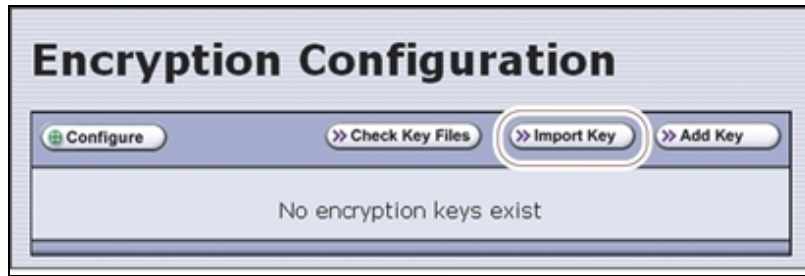 Encryption Configuration
Configure
Check Key Files
Import Key
Add Key
No encryption keys exist